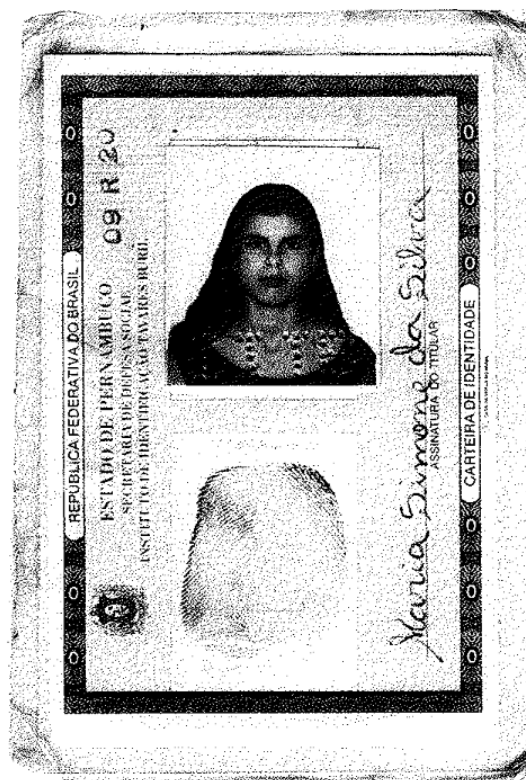 REPÚBLICA FEDERATIVA DO BRASIL
ESTADO DE PERNAMBUCO
SECRETARIA DE DEFESA SOCIAL
INSTITUTO DE IDENTIFICAÇÃO TAVARES BURIL
09 R 20
Maria Simone da Silva
ASSINATURA DO TITULAR
CARTEIRA DE IDENTIDADE